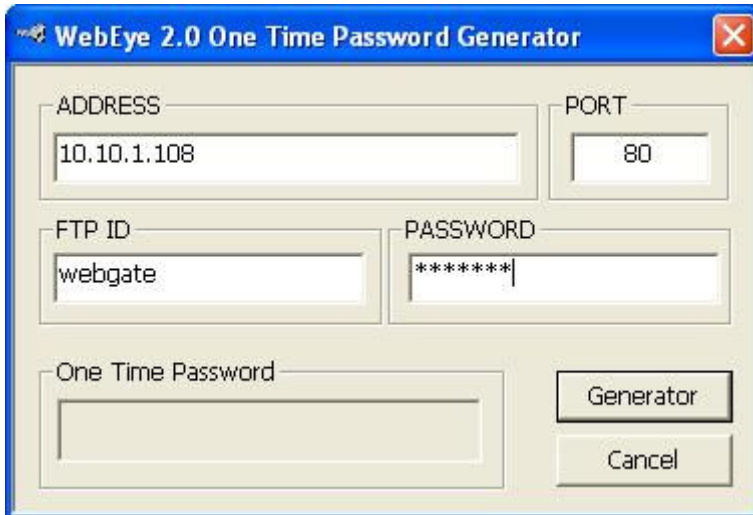 WebEye 2.0 One Time Password Generator
ADDRESS
PORT
10.10.1.108
80
FTP ID
PASSWORD
webgate
*******
One Time Password
Generator
Cancel